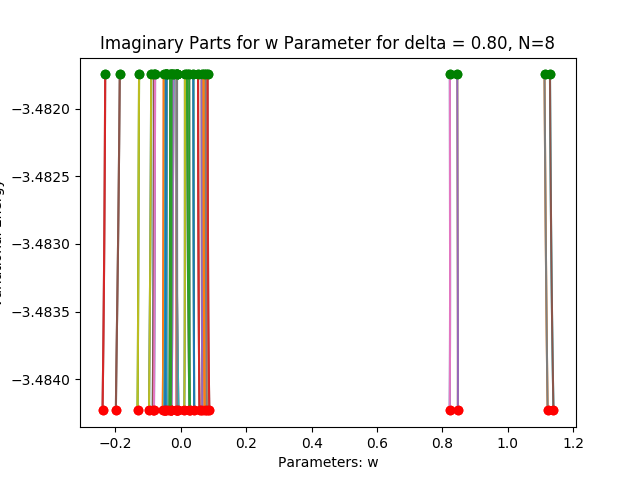 Imaginary Parts for w Parameter for delta = 0.80, N=8
−3.4820
−3.4825
−3.4830
−3.4835
−3.4840
−0.2 0.0 0.2 0.4 0.6 0.8 1.0 1.2
Parameters: w